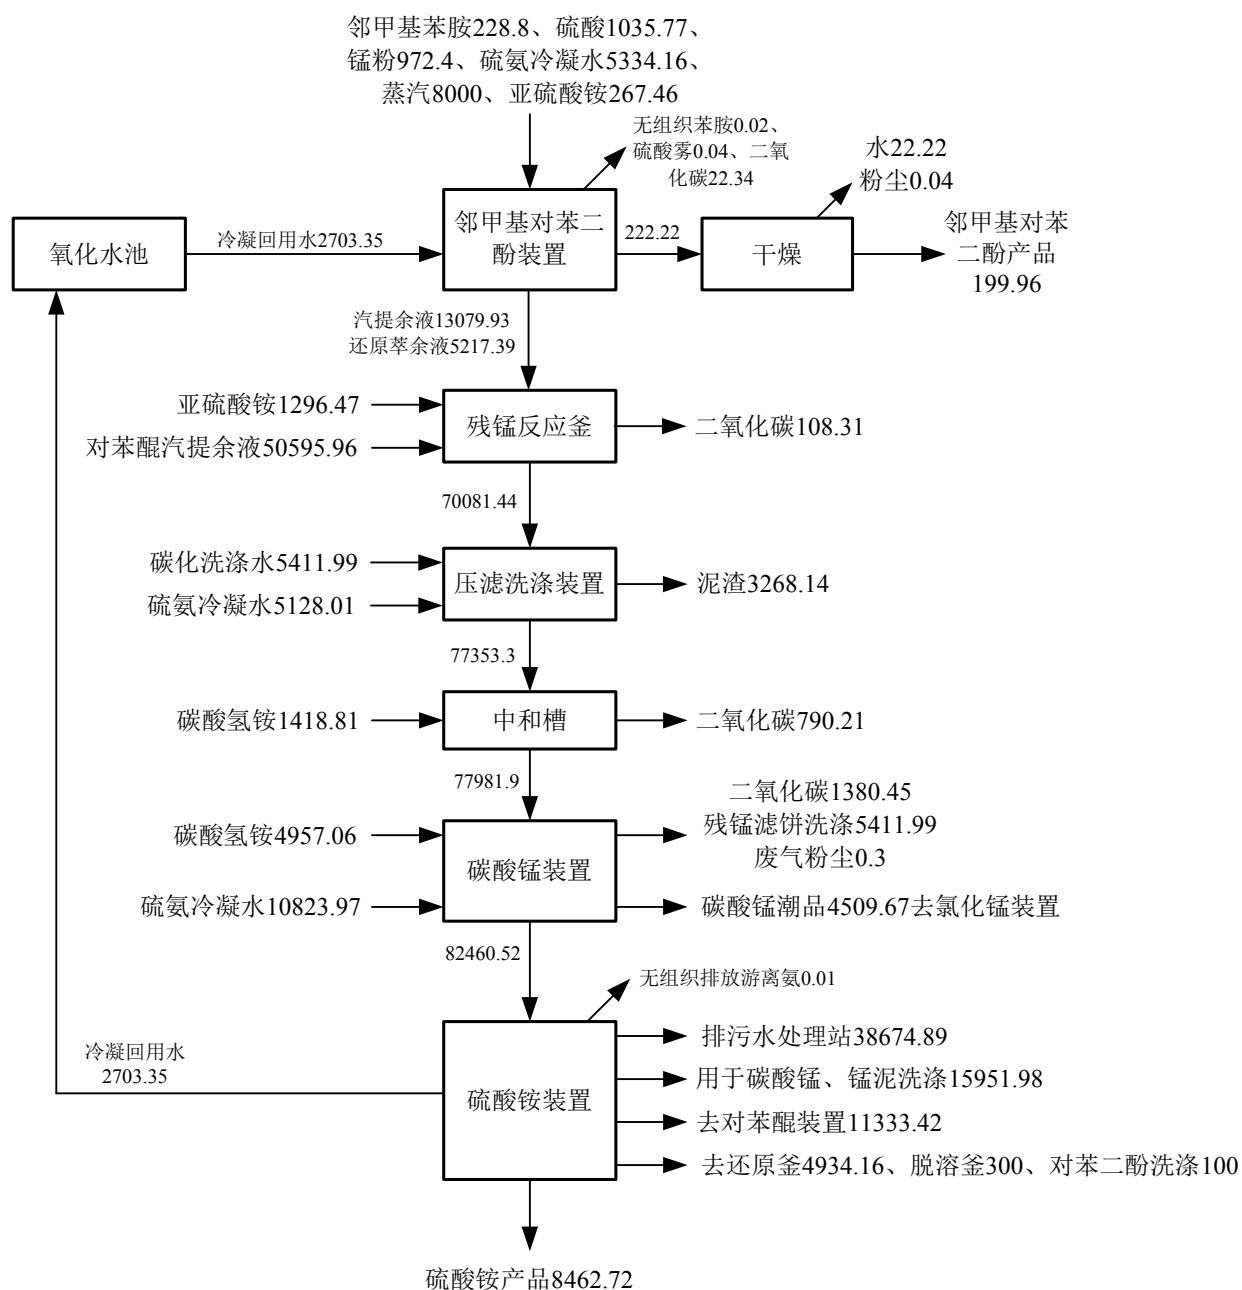 邻甲基苯胺228.8、硫酸1035.77、
锰粉972.4、硫氨冷凝水5334.16、
蒸汽8000、亚硫酸铵267.46
无组织苯胺0.02、
硫酸雾0.04、二氧
化碳22.34
水22.22
粉尘0.04
氧化水池
冷凝回用水2703.35
邻甲基对苯二
酚装置
222.22
干燥
邻甲基对苯
二酚产品
199.96
汽提余液13079.93
还原萃余液5217.39
亚硫酸铵1296.47
对苯醌汽提余液50595.96
残锰反应釜
二氧化碳108.31
70081.44
碳化洗涤水5411.99
硫氨冷凝水5128.01
压滤洗涤装置
泥渣3268.14
77353.3
碳酸氢铵1418.81
中和槽
二氧化碳790.21
77981.9
碳酸氢铵4957.06
硫氨冷凝水10823.97
碳酸锰装置
二氧化碳1380.45
残锰滤饼洗涤5411.99
废气粉尘0.3
碳酸锰潮品4509.67去氯化锰装置
82460.52
无组织排放游离氨0.01
冷凝回用水
2703.35
硫酸铵装置
排污水处理站38674.89
用于碳酸锰、锰泥洗涤15951.98
去对苯醌装置11333.42
去还原釜4934.16、脱溶釜300、对苯二酚洗涤100
硫酸铵产品8462.72